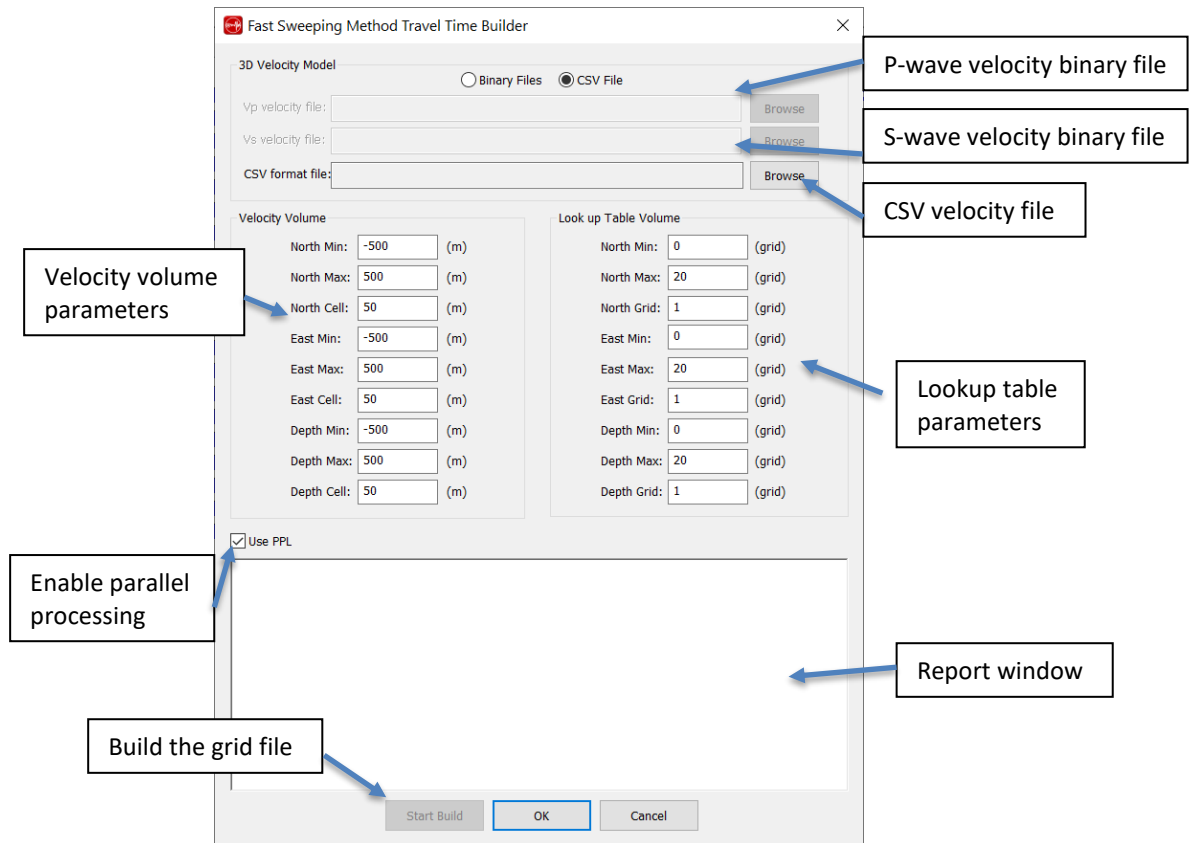 Fast Sweeping Method Travel Time Builder
P-wave velocity binary file
3D Velocity Model
Binary Files CSV File
Vp velocity file: Browse
S-wave velocity binary file
Vs velocity file: Browse
CSV format file: Browse
CSV velocity file
Velocity Volume Look up Table Volume
North Min: -500 (m) North Min: 0 (grid)
Velocity volume
parameters
North Max: 500 (m) North Max: 20 (grid)
North Cell: 50 (m) North Grid: 1 (grid)
East Min: -500 (m) East Min: 0 (grid)
East Max: 500 (m) East Max: 20 (grid)
East Cell: 50 (m) East Grid: 1 (grid)
Lookup table
parameters
Depth Min: -500 (m) Depth Min: 0 (grid)
Depth Max: 500 (m) Depth Max: 20 (grid)
Depth Cell: 50 (m) Depth Grid: 1 (grid)
Use PPL
Enable parallel
processing
Report window
Build the grid file
Start Build OK Cancel